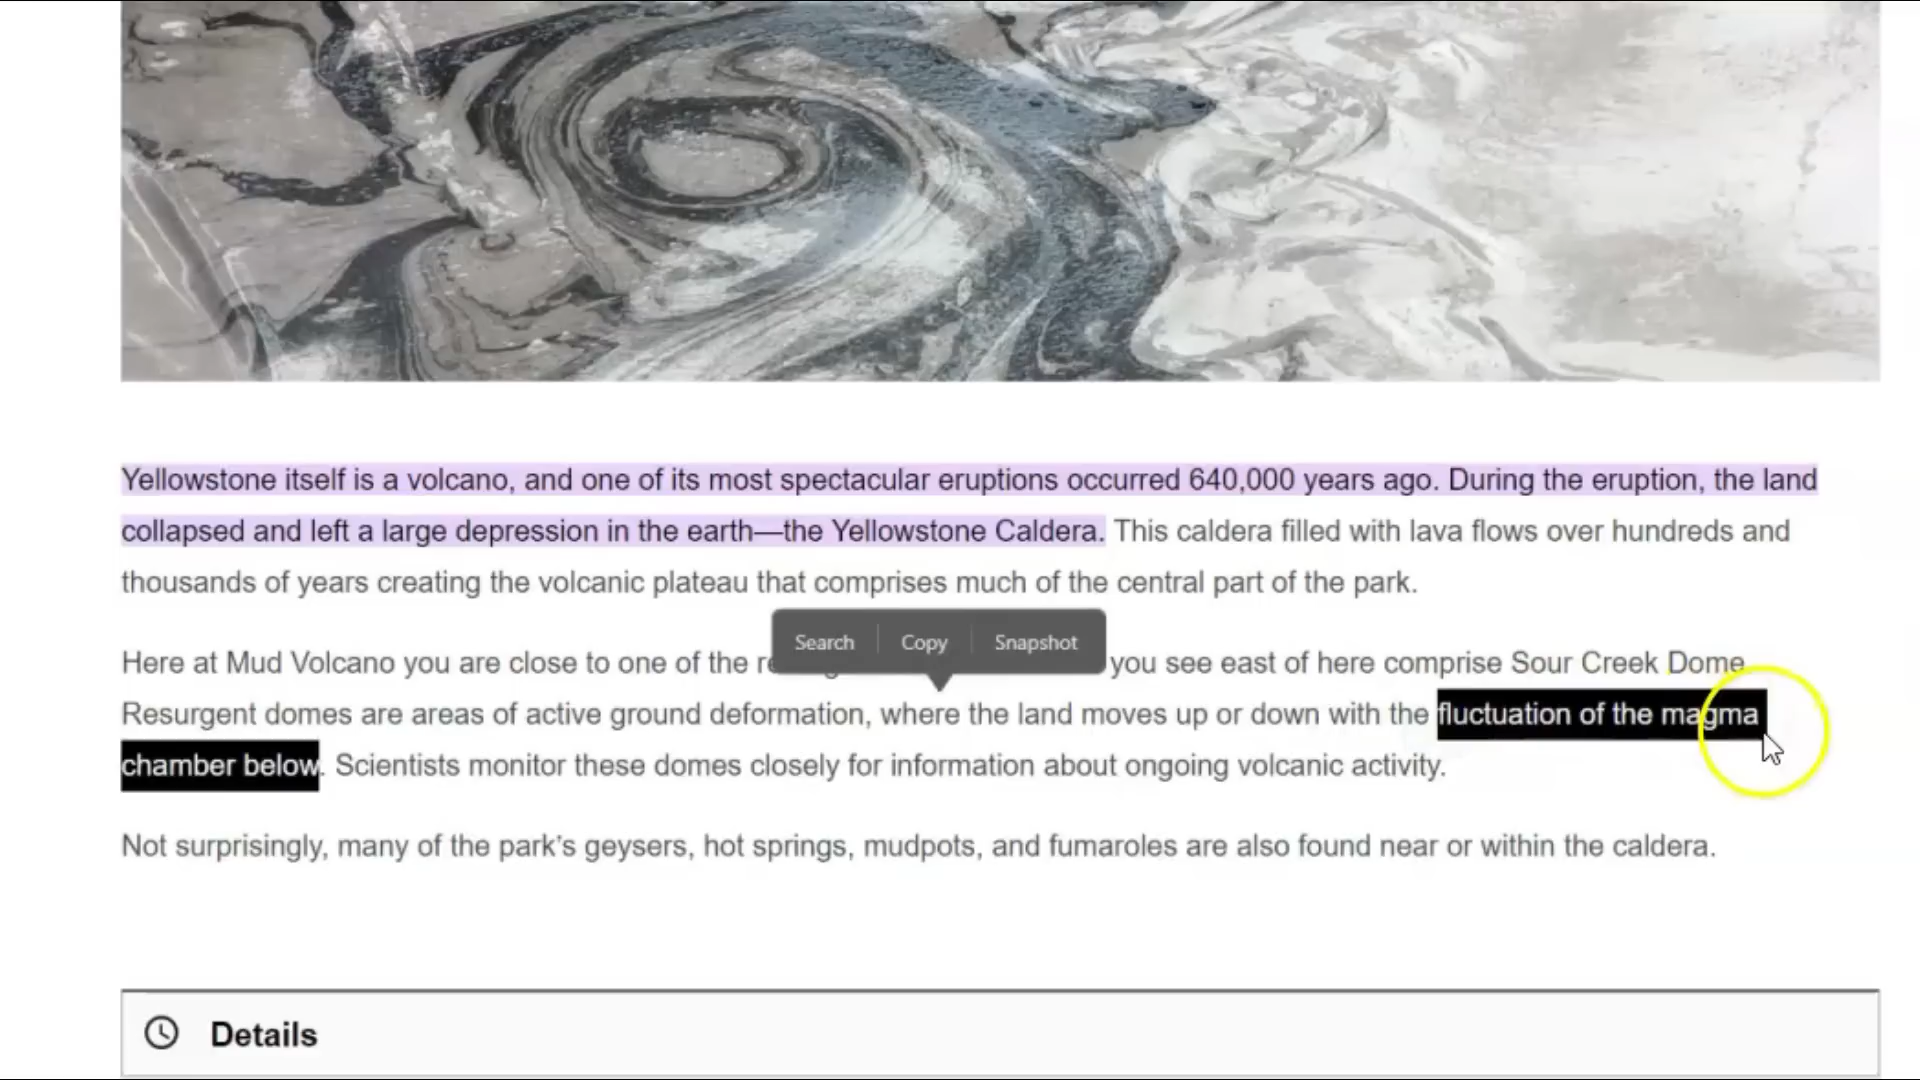 Yellowstone itself is a volcano, and one of its most spectacular eruptions occurred 640,000 years ago. During the eruption, the land
collapsed and left a large depression in the earth—the Yellowstone Caldera. This caldera filled with lava flows over hundreds and
thousands of years creating the volcanic plateau that comprises much of the central part of the park.
Search Copy Snapshot
Here at Mud Volcano you are close to one of the you see east of here comprise Sour Creek Dome
Resurgent domes are areas of active ground deformation, where the land moves up or down with the fluctuation of the magma
chamber below. Scientists monitor these domes closely for information about ongoing volcanic activity.
Not surprisingly, many of the park's geysers, hot springs, mudpots, and fumaroles are also found near or within the caldera.
Details